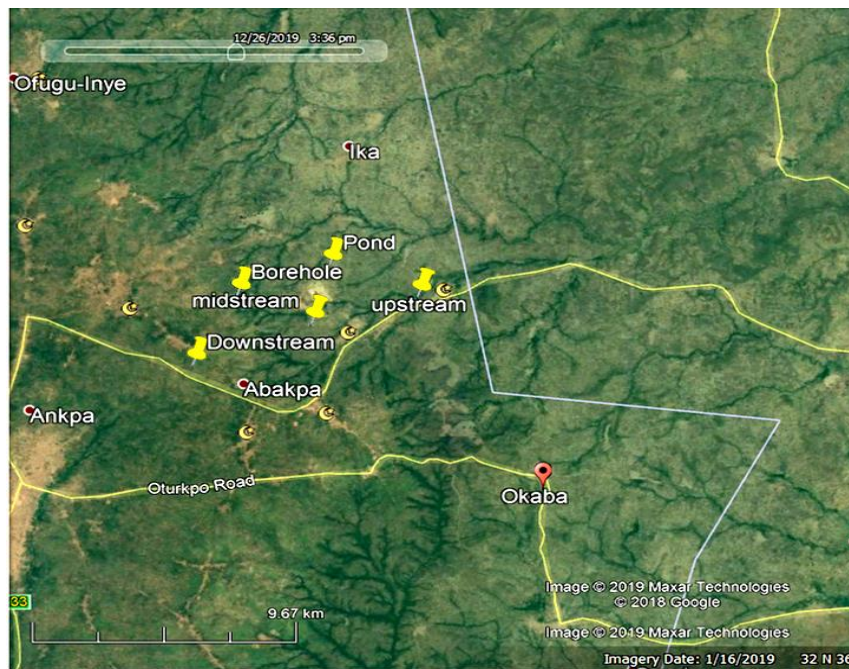 12/26/2019 3:36 pm
Ofugu-Inye
Ika
Pond
Borehole
midstream
upstream
Downstream
Abakpa
Ankpa
Oturkpo Road
Okaba
Image © 2019 Maxar Technologies
© 2018 Google
33
9.67 km
Image © 2019 Maxar Technologies
Imagery Date: 1/16/2019 32 N 36